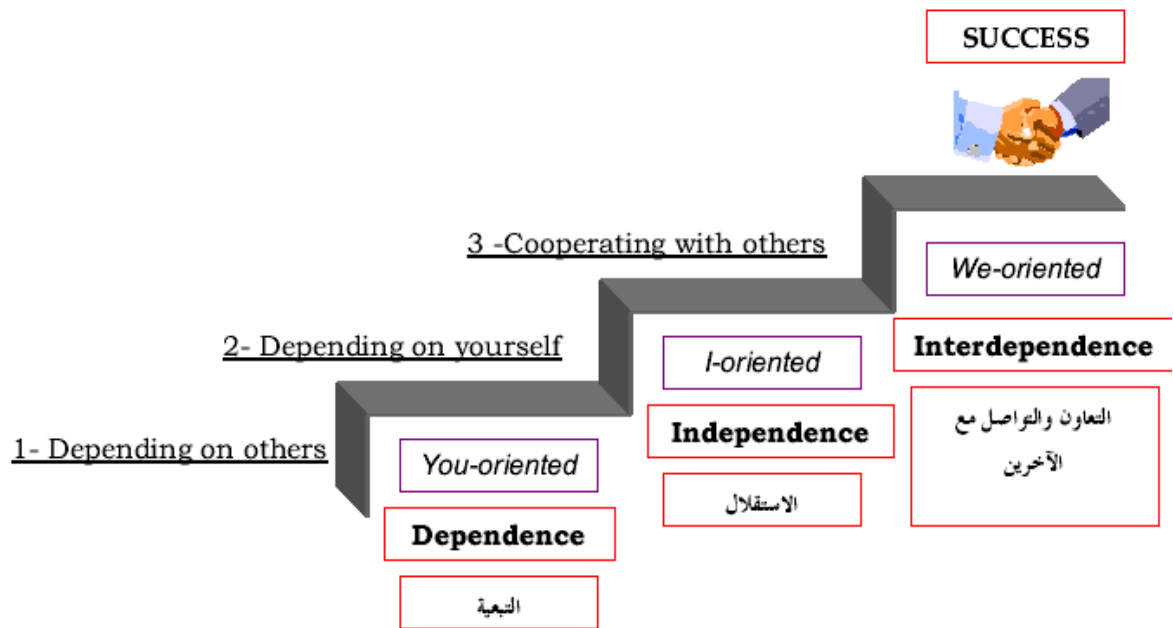 SUCCESS
3 -Cooperating with others
We-oriented
2- Depending on yourself
I-oriented
Interdependence
1- Depending on others
You-oriented
Independence
التعاون والتواصل مع
الآخرين
الاستقلال
Dependence
التبعية